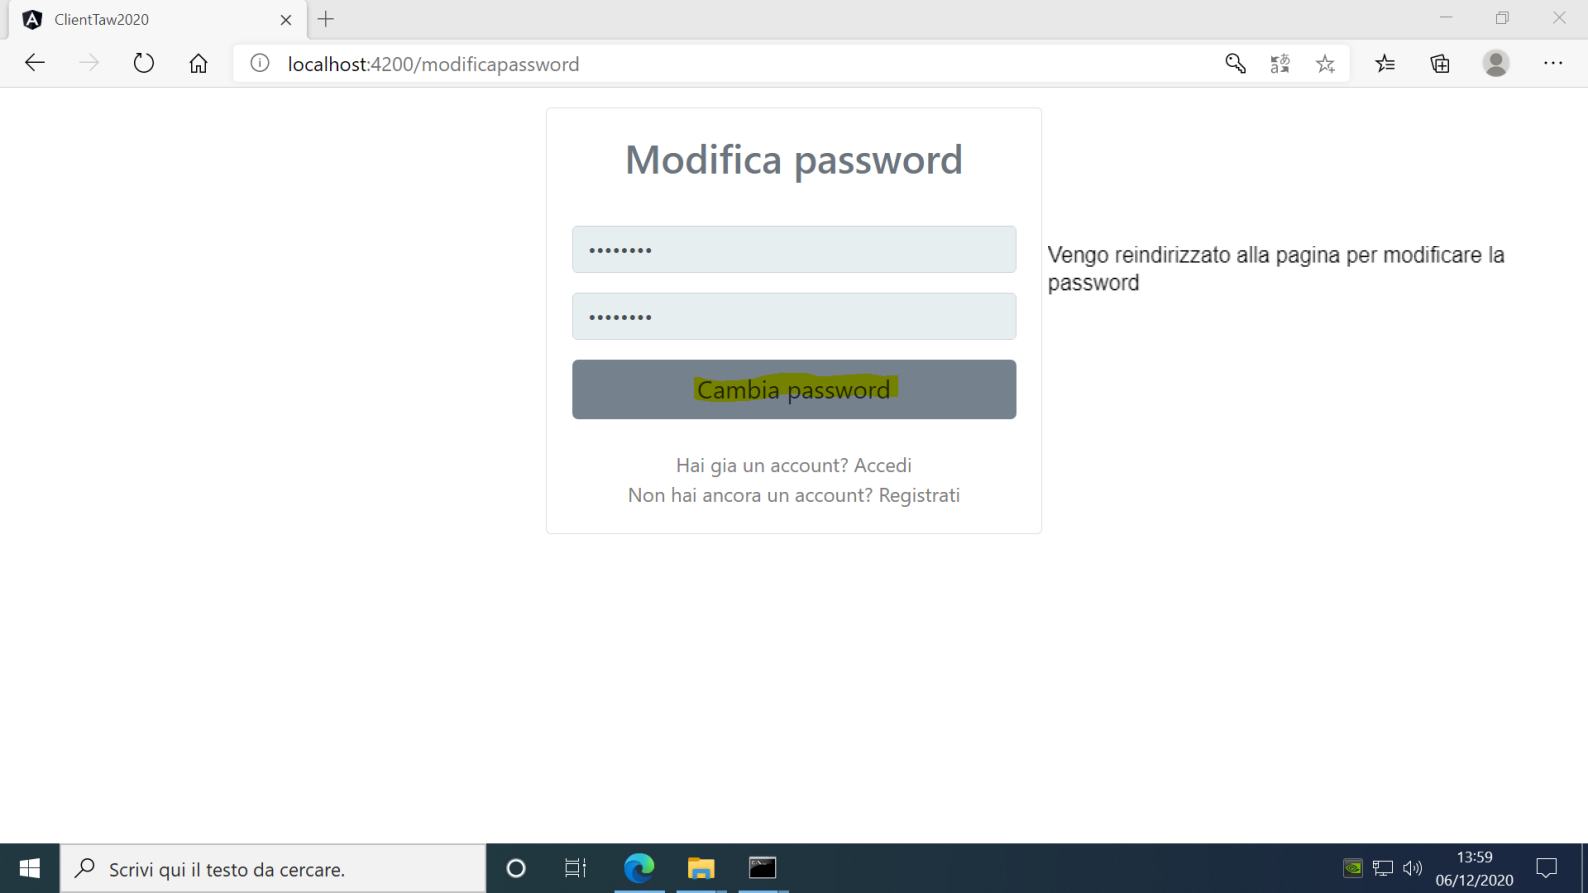 ClientTaw2020
localhost:4200/modificapassword
Modifica password
••••••••
Vengo reindirizzato alla pagina per modificare la
password
••••••••
Cambia password
Hai gia un account? Accedi
Non hai ancora un account? Registrati
Scrivi qui il testo da cercare.
13:59
06/12/2020